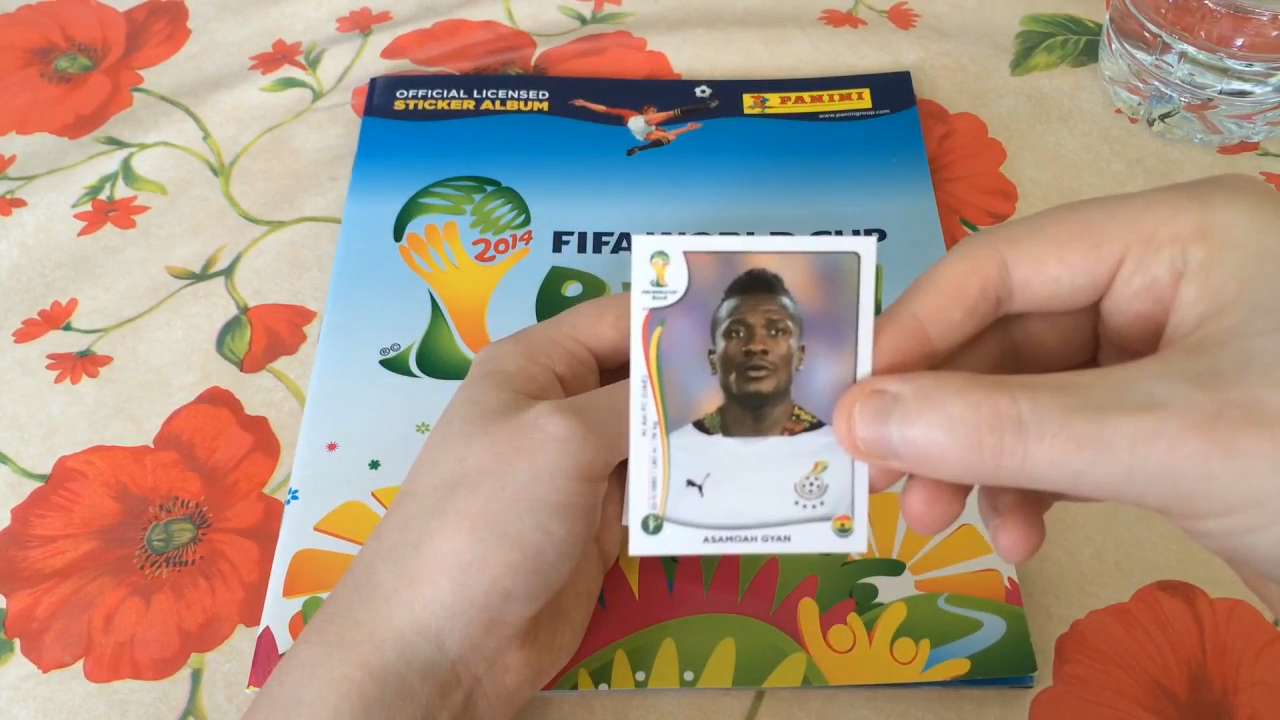 OFFICIAL LICENSED
STICKER ALBUM
PANINI
www.paninigroup.com
2014
FIFA WORLD CUP
®©
ASAMOAH GYAN